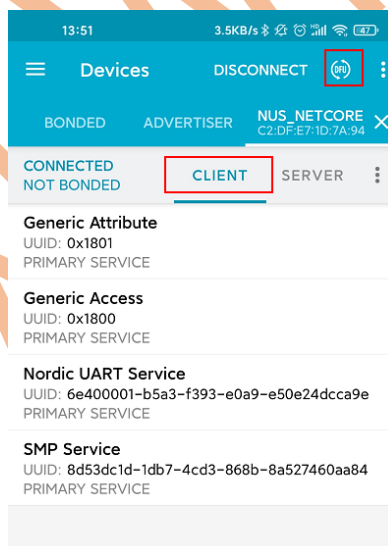 13:51 3.5KB/s 47
Devices DISCONNECT DFU
BONDED ADVERTISER NUS_NETCORE
C2:DF:E7:1D:7A:94
CONNECTED
NOT BONDED CLIENT SERVER
Generic Attribute
UUID: 0x1801
PRIMARY SERVICE
Generic Access
UUID: 0x1800
PRIMARY SERVICE
Nordic UART Service
UUID: 6e400001-b5a3-f393-e0a9-e50e24dcca9e
PRIMARY SERVICE
SMP Service
UUID: 8d53dc1d-1db7-4cd3-868b-8a527460aa84
PRIMARY SERVICE